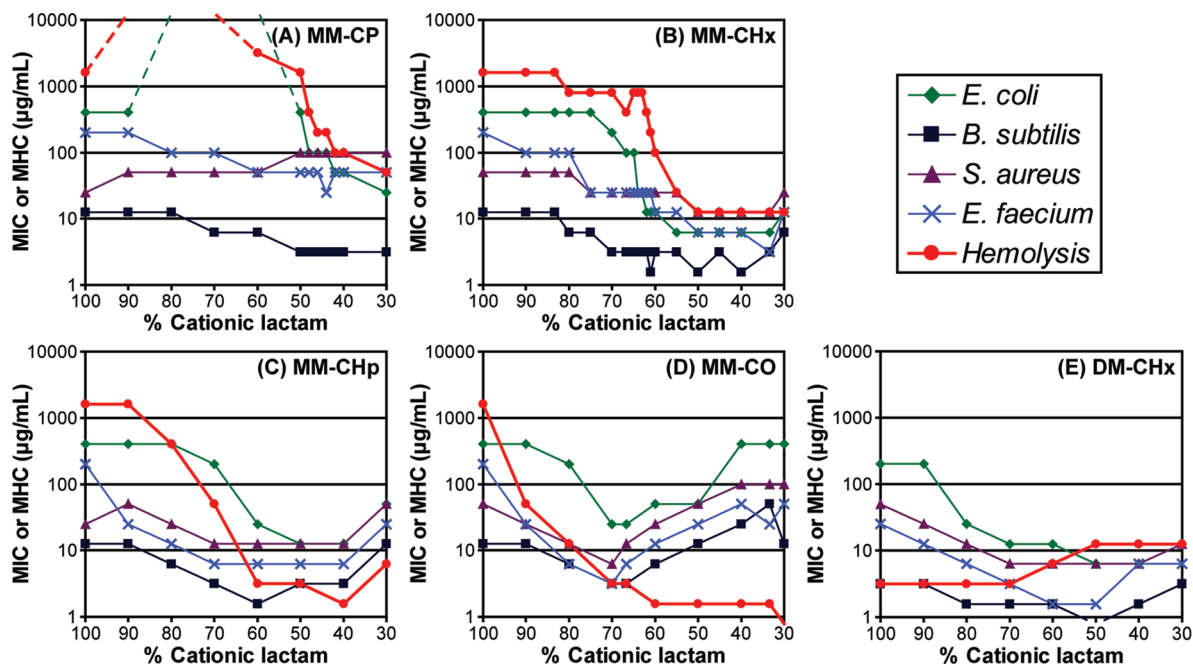 MIC or MHC (µg/mL)
10000
1000
100
10
1
(A) MM-CP
100 90 80 70 60 50 40 30
% Cationic lactam
MIC or MHC (µg/mL)
10000
1000
100
10
1
(B) MM-CHx
100 90 80 70 60 50 40 30
% Cationic lactam
E. coli
B. subtilis
S. aureus
E. faecium
Hemolysis
MIC or MHC (µg/mL)
10000
1000
100
10
1
(C) MM-CHp
100 90 80 70 60 50 40 30
% Cationic lactam
MIC or MHC (µg/mL)
10000
1000
100
10
1
(D) MM-CO
100 90 80 70 60 50 40 30
% Cationic lactam
MIC or MHC (µg/mL)
10000
1000
100
10
1
(E) DM-CHx
100 90 80 70 60 50 40 30
% Cationic lactam